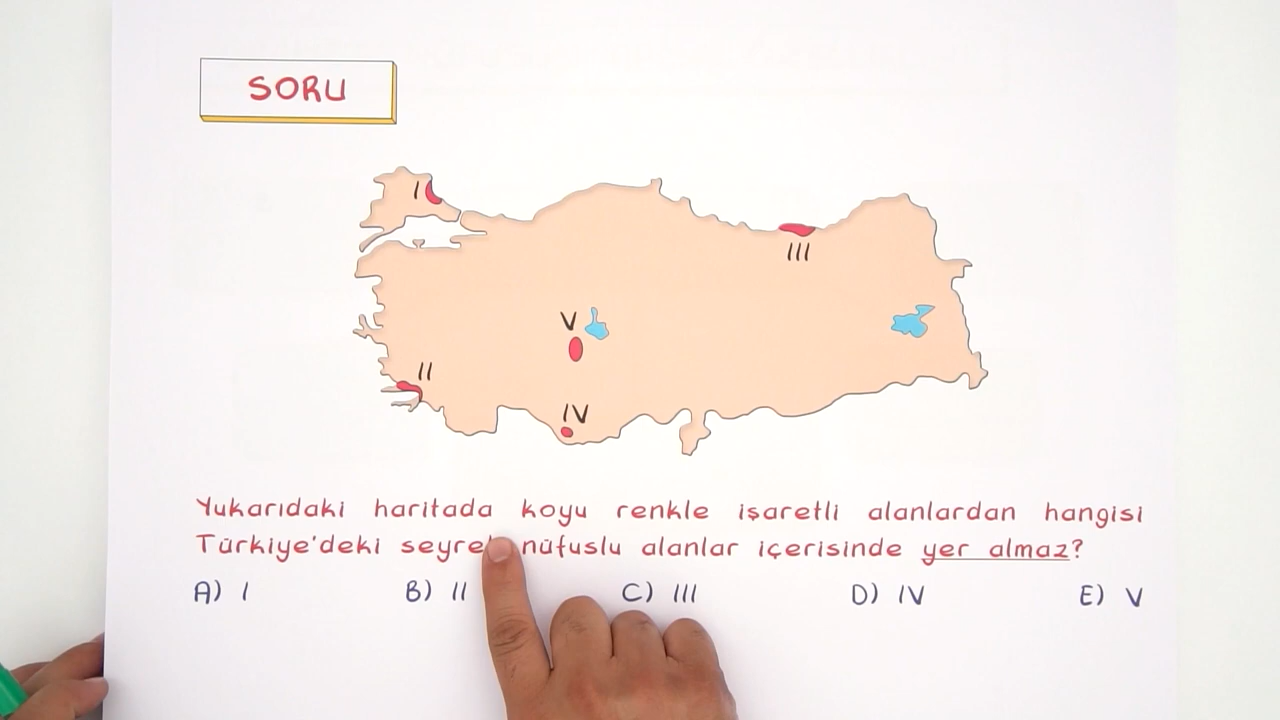 SORU
I
III
V
II
IV
Yukarıdaki haritada koyu renkle işaretli alanlardan hangisi
Türkiye'deki nüfuslu alanlar içerisinde yer almaz?
A) I B) II C) III D) IV E) V